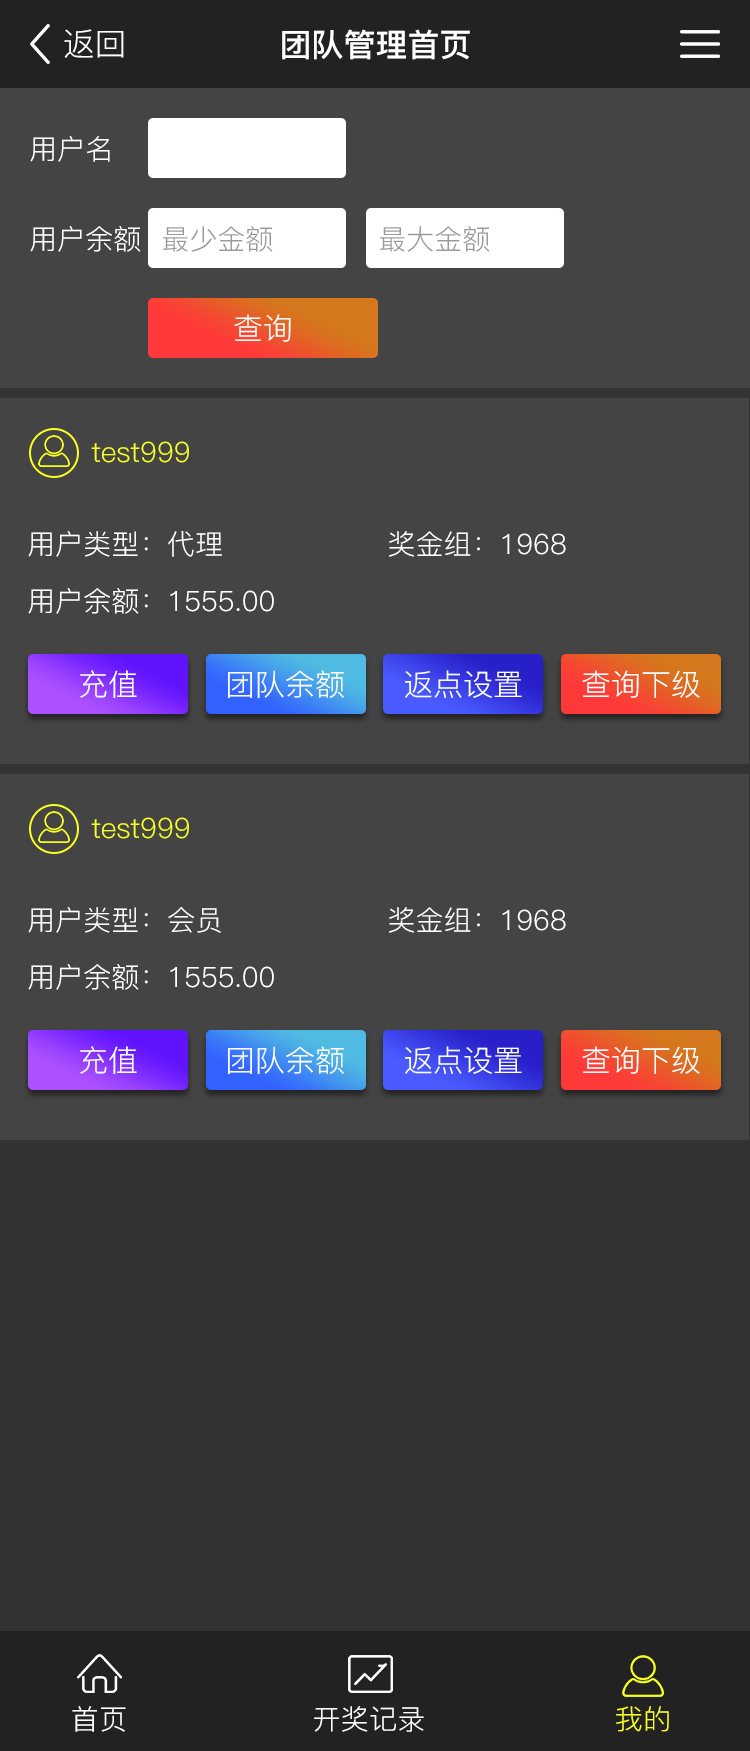 返回
团队管理首页
用户名
用户余额 最少金额 最大金额
查询
test999
用户类型：代理 奖金组：1968
用户余额：1555.00
充值 团队余额 返点设置 查询下级
test999
用户类型：会员 奖金组：1968
用户余额：1555.00
充值 团队余额 返点设置 查询下级
首页 开奖记录 我的